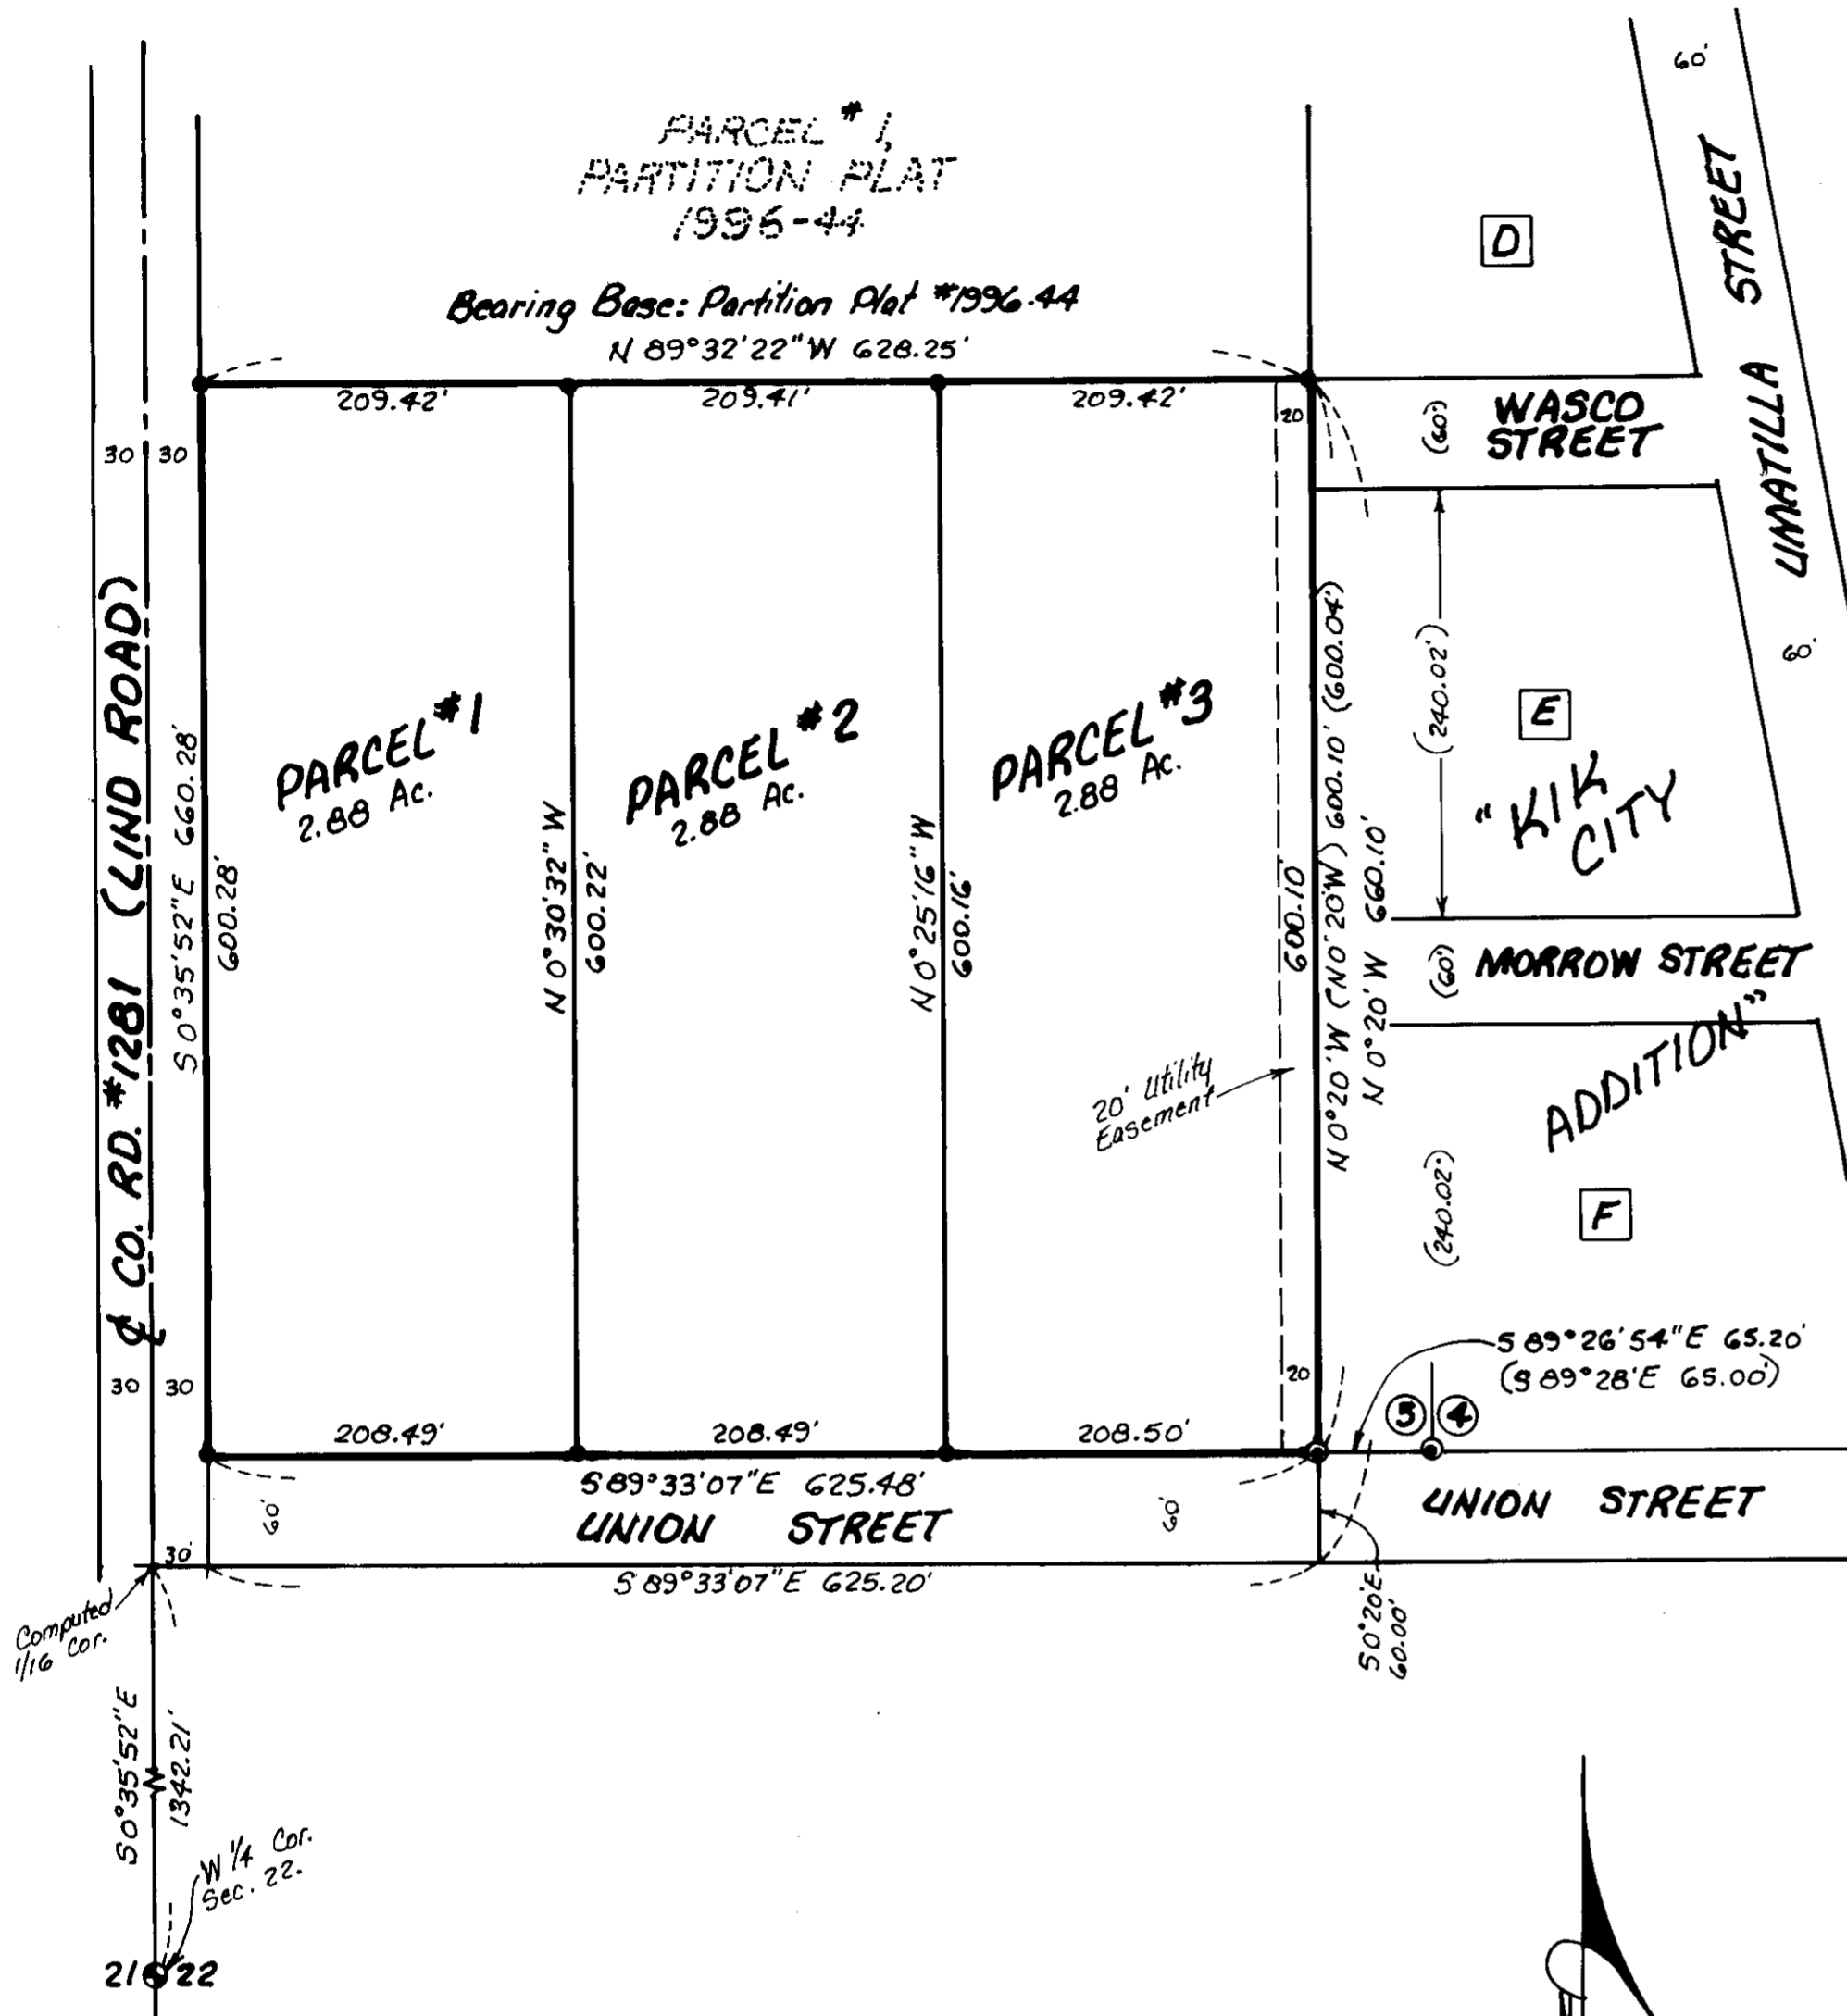 PARCEL #1,
PARTITION PLAT
1996-44
Bearing Base: Partition Plat #1996-44
N 89°32'22"W 628.25'
209.42'
209.41'
209.42'
20
30
30
60'
UMATILLA STREET
60'
D
WASCO
STREET
(60')
(240.02')
E
"KIK
CITY
ADDITION"
MORROW STREET
(60')
(240.02')
F
℄ CO. RD. #1281 (LIND ROAD)
S 0°35'52"E 660.28'
600.28'
PARCEL #1
2.88 Ac.
N 0°30'32"W
600.22'
PARCEL #2
2.88 Ac.
N 0°25'16"W
600.16'
PARCEL #3
2.88 Ac.
600.10'
N 0°20'W (N 0°20'W) 600.10' (600.04')
N 0°20'W 660.10'
20' Utility
Easement
20
30
30
S 89°26'54"E 65.20'
(S 89°28'E 65.00')
5
4
208.49'
208.49'
208.50'
S 89°33'07"E 625.48'
60'
UNION STREET
60'
UNION STREET
30'
S 89°33'07"E 625.20'
S 0°20'E
60.00'
Computed
1/16 Cor.
S 0°35'52"E
1342.21'
W 1/4 Cor.
Sec. 22.
21
22